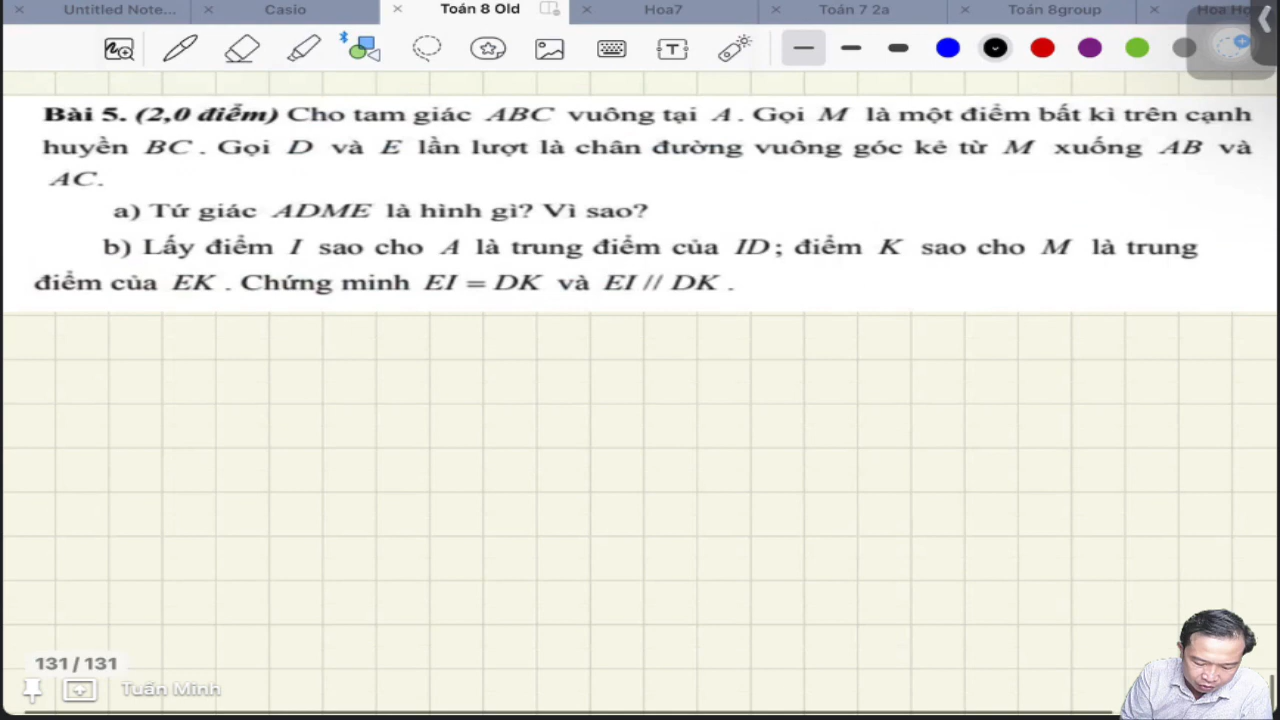 Untitled Note...
Casio
Toán 8 Old
Hoa7
Toán 7 2a
Toán 8group
Hoa
Bài 5. (2,0 điểm) Cho tam giác ABC vuông tại A. Gọi M là một điểm bất kì trên cạnh
huyền BC. Gọi D và E lần lượt là chân đường vuông góc kẻ từ M xuống AB và
AC.
a) Tứ giác ADME là hình gì? Vì sao?
b) Lấy điểm I sao cho A là trung điểm của ID; điểm K sao cho M là trung
điểm của EK. Chứng minh EI = DK và EI // DK.
131 / 131
Tuấn Minh